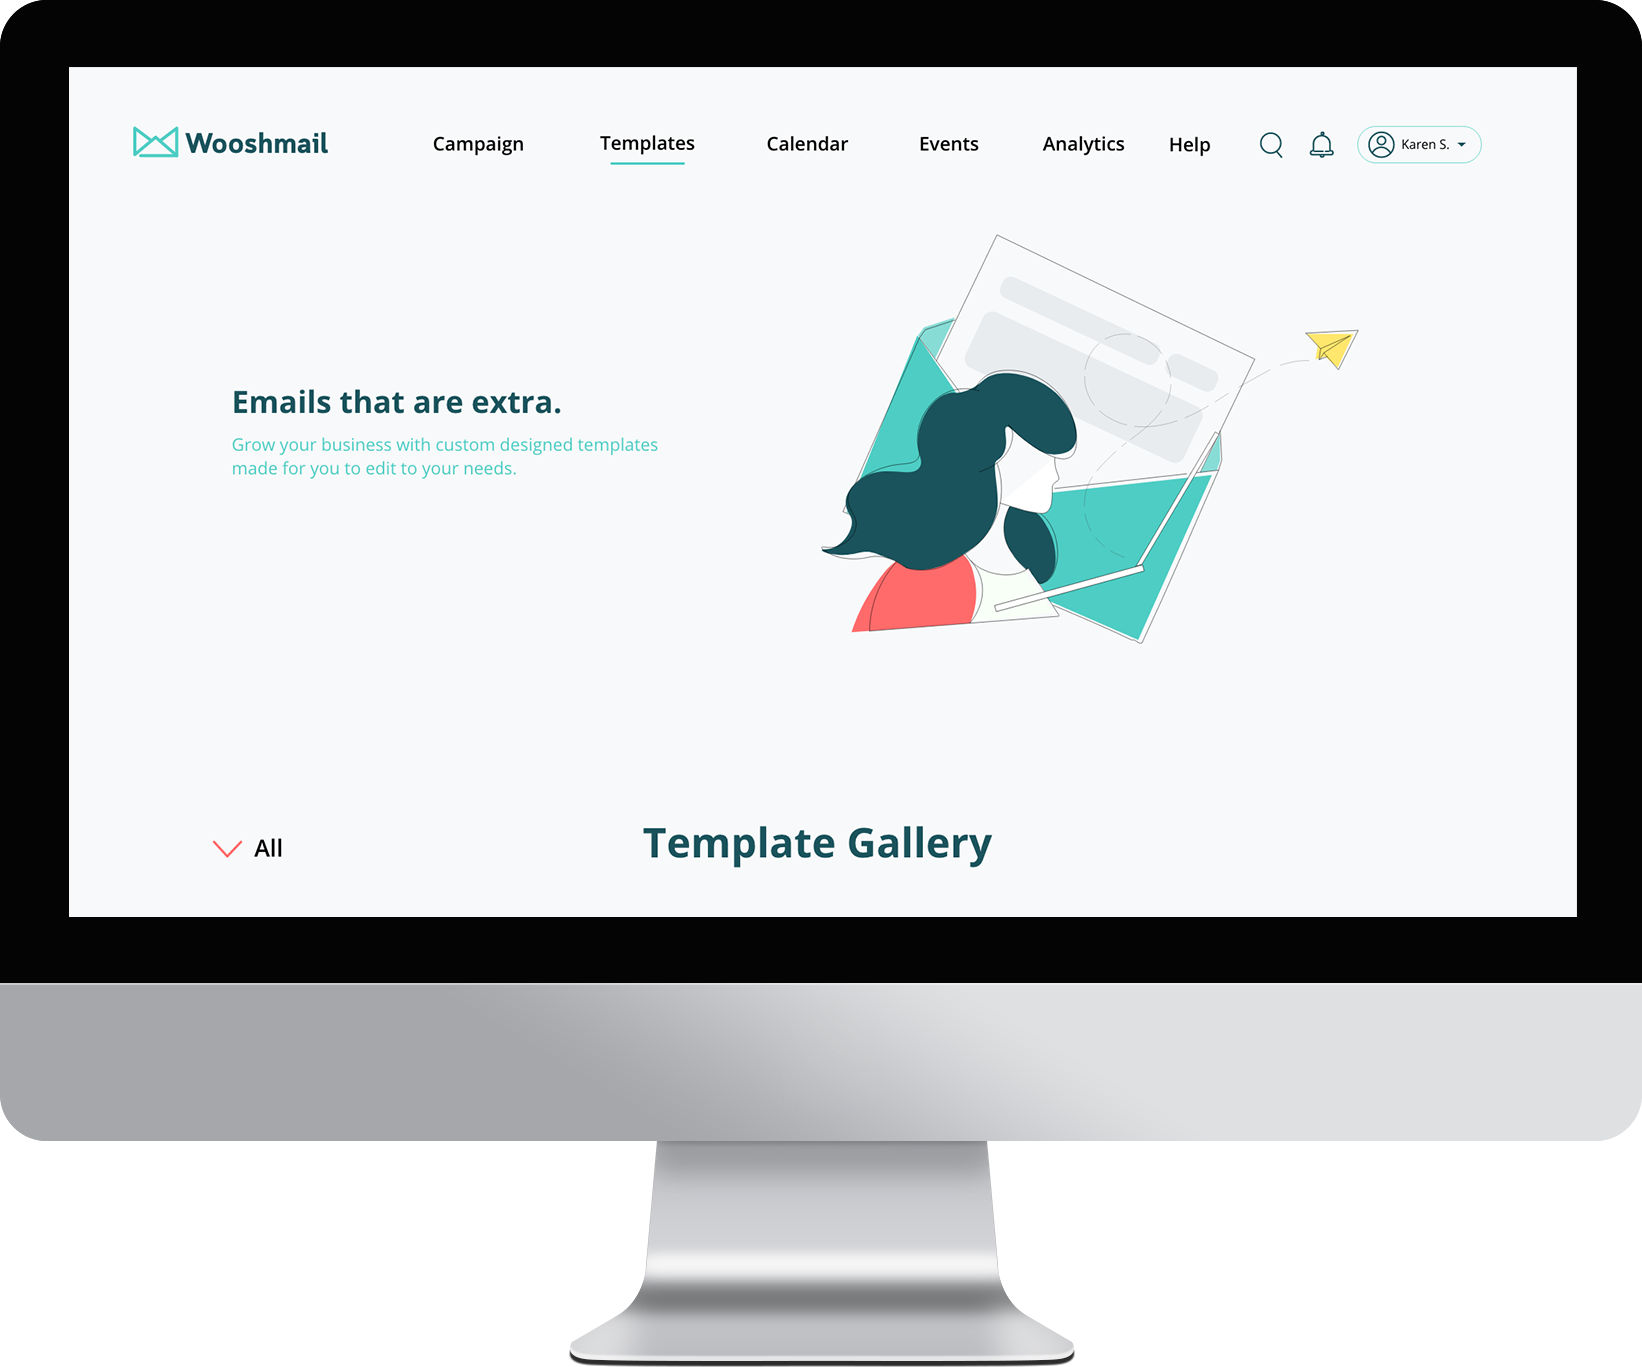 Wooshmail
Campaign
Templates
Calendar
Events
Analytics
Help
Karen S.
Emails that are extra.
Grow your business with custom designed templates
made for you to edit to your needs.
All
Template Gallery